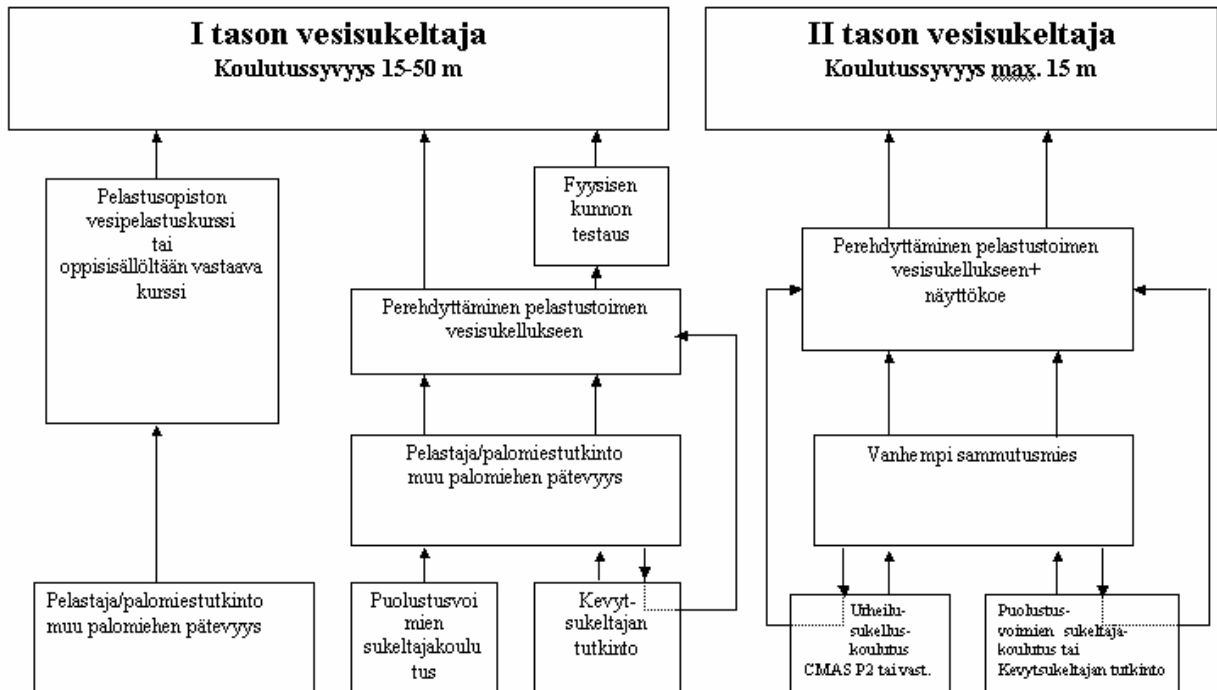 I tason vesisukeltaja
Koulutussyvyys 15-50 m
II tason vesisukeltaja
Koulutussyvyys max. 15 m
Pelastusopiston
vesipelastuskurssi
tai
oppisisällöltään vastaava
kurssi
Fyysisen
kunnon
testaus
Perehdyttäminen pelastustoimen
vesisukellukseen
Perehdyttäminen pelastustoimen
vesisukellukseen+
näyttökoe
Pelastaja/palomiestutkinto
muu palomiehen pätevyys
Vanhempi sammutusmies
Pelastaja/palomiestutkinto
muu palomiehen pätevyys
Puolustusvoi
mien
sukeltajakoulu
tus
Kevyt-
sukeltajan
tutkinto
Urheilu-
sukellus-
koulutus
CMAS P2 tai vast.
Puolustus-
voimien sukeltaja-
koulutus tai
Kevytsukeltajan tutkinto